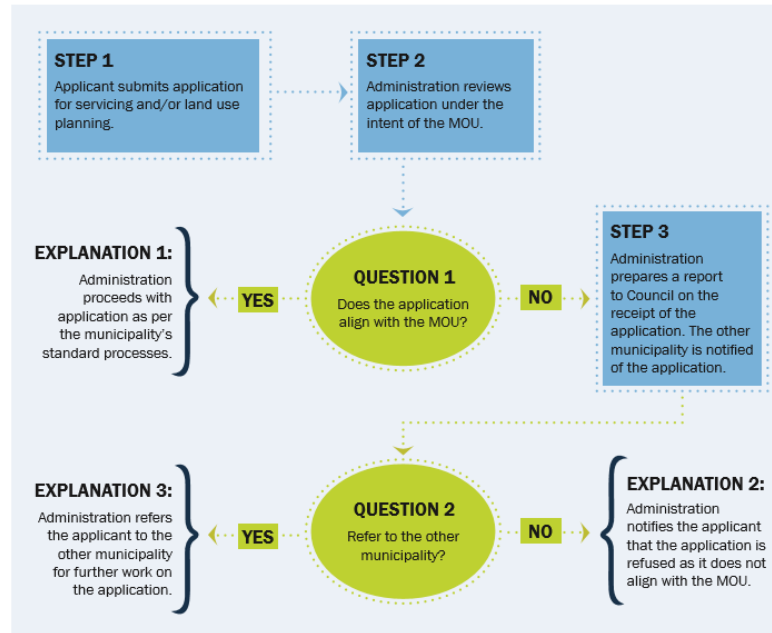 STEP 1
Applicant submits application
for servicing and/or land use
planning.
STEP 2
Administration reviews
application under the
intent of the MOU.
EXPLANATION 1:
Administration
proceeds with
application as per
the municipality's
standard processes.
YES
QUESTION 1
Does the application
align with the MOU?
NO
STEP 3
Administration
prepares a report
to Council on the
receipt of the
application. The other
municipality is notified
of the application.
EXPLANATION 3:
Administration refers
the applicant to the
other municipality
for further work on
the application.
YES
QUESTION 2
Refer to the other
municipality?
NO
EXPLANATION 2:
Administration
notifies the applicant
that the application is
refused as it does not
align with the MOU.